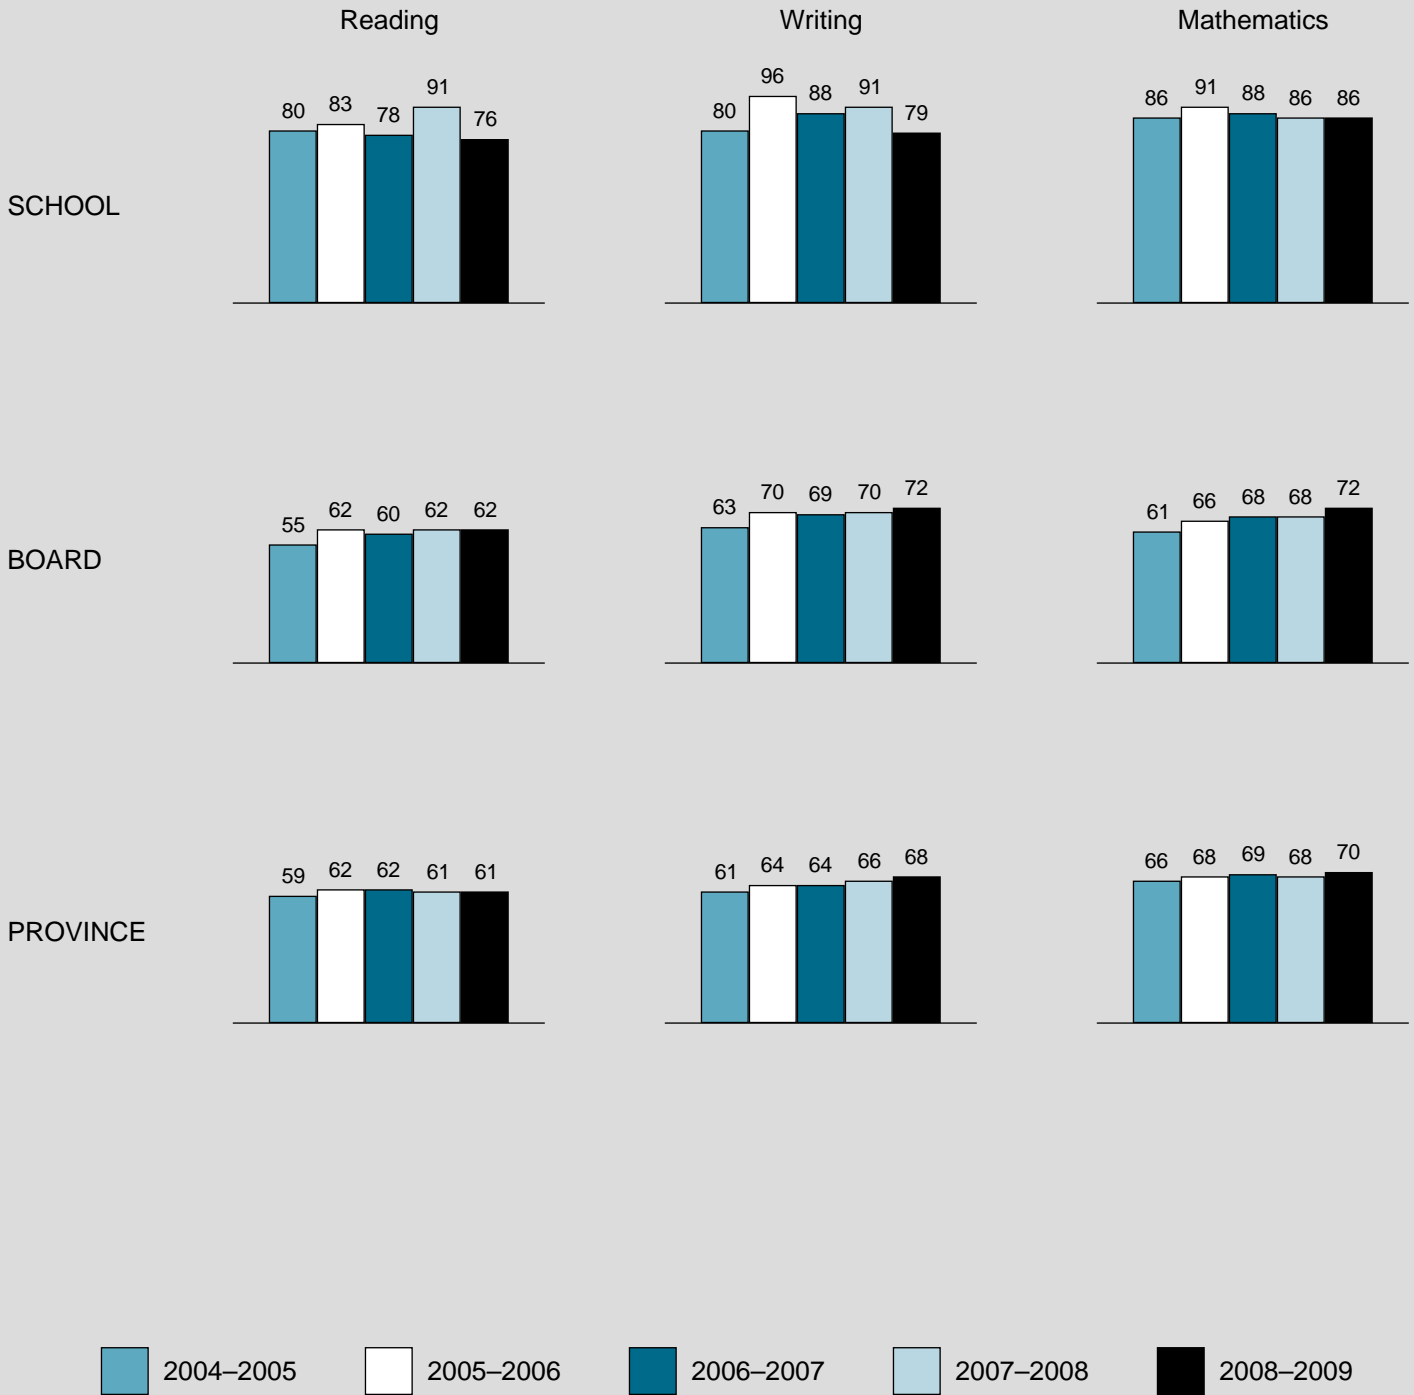 Reading Writing Mathematics
SCHOOL
80 83 78 91 76
80 96 88 91 79
86 91 88 86 86
BOARD
55 62 60 62 62
63 70 69 70 72
61 66 68 68 72
PROVINCE
59 62 62 61 61
61 64 64 66 68
66 68 69 68 70
2004–2005 2005–2006 2006–2007 2007–2008 2008–2009